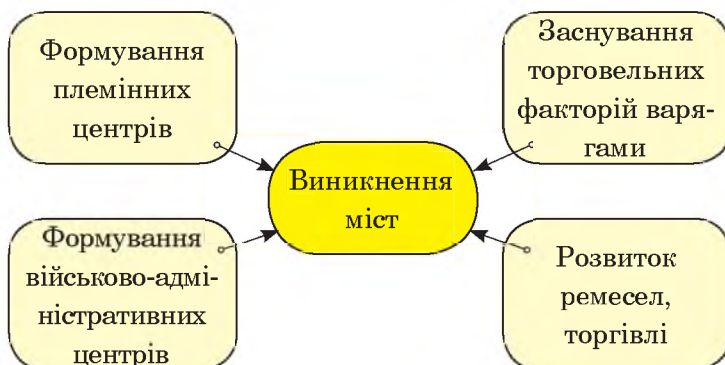 Формування
племінних
центрів
Заснування
торговельних
факторій варя-
гами
Виникнення
міст
Формування
військово-адмі-
ністративних
центрів
Розвиток
ремесел,
торгівлі